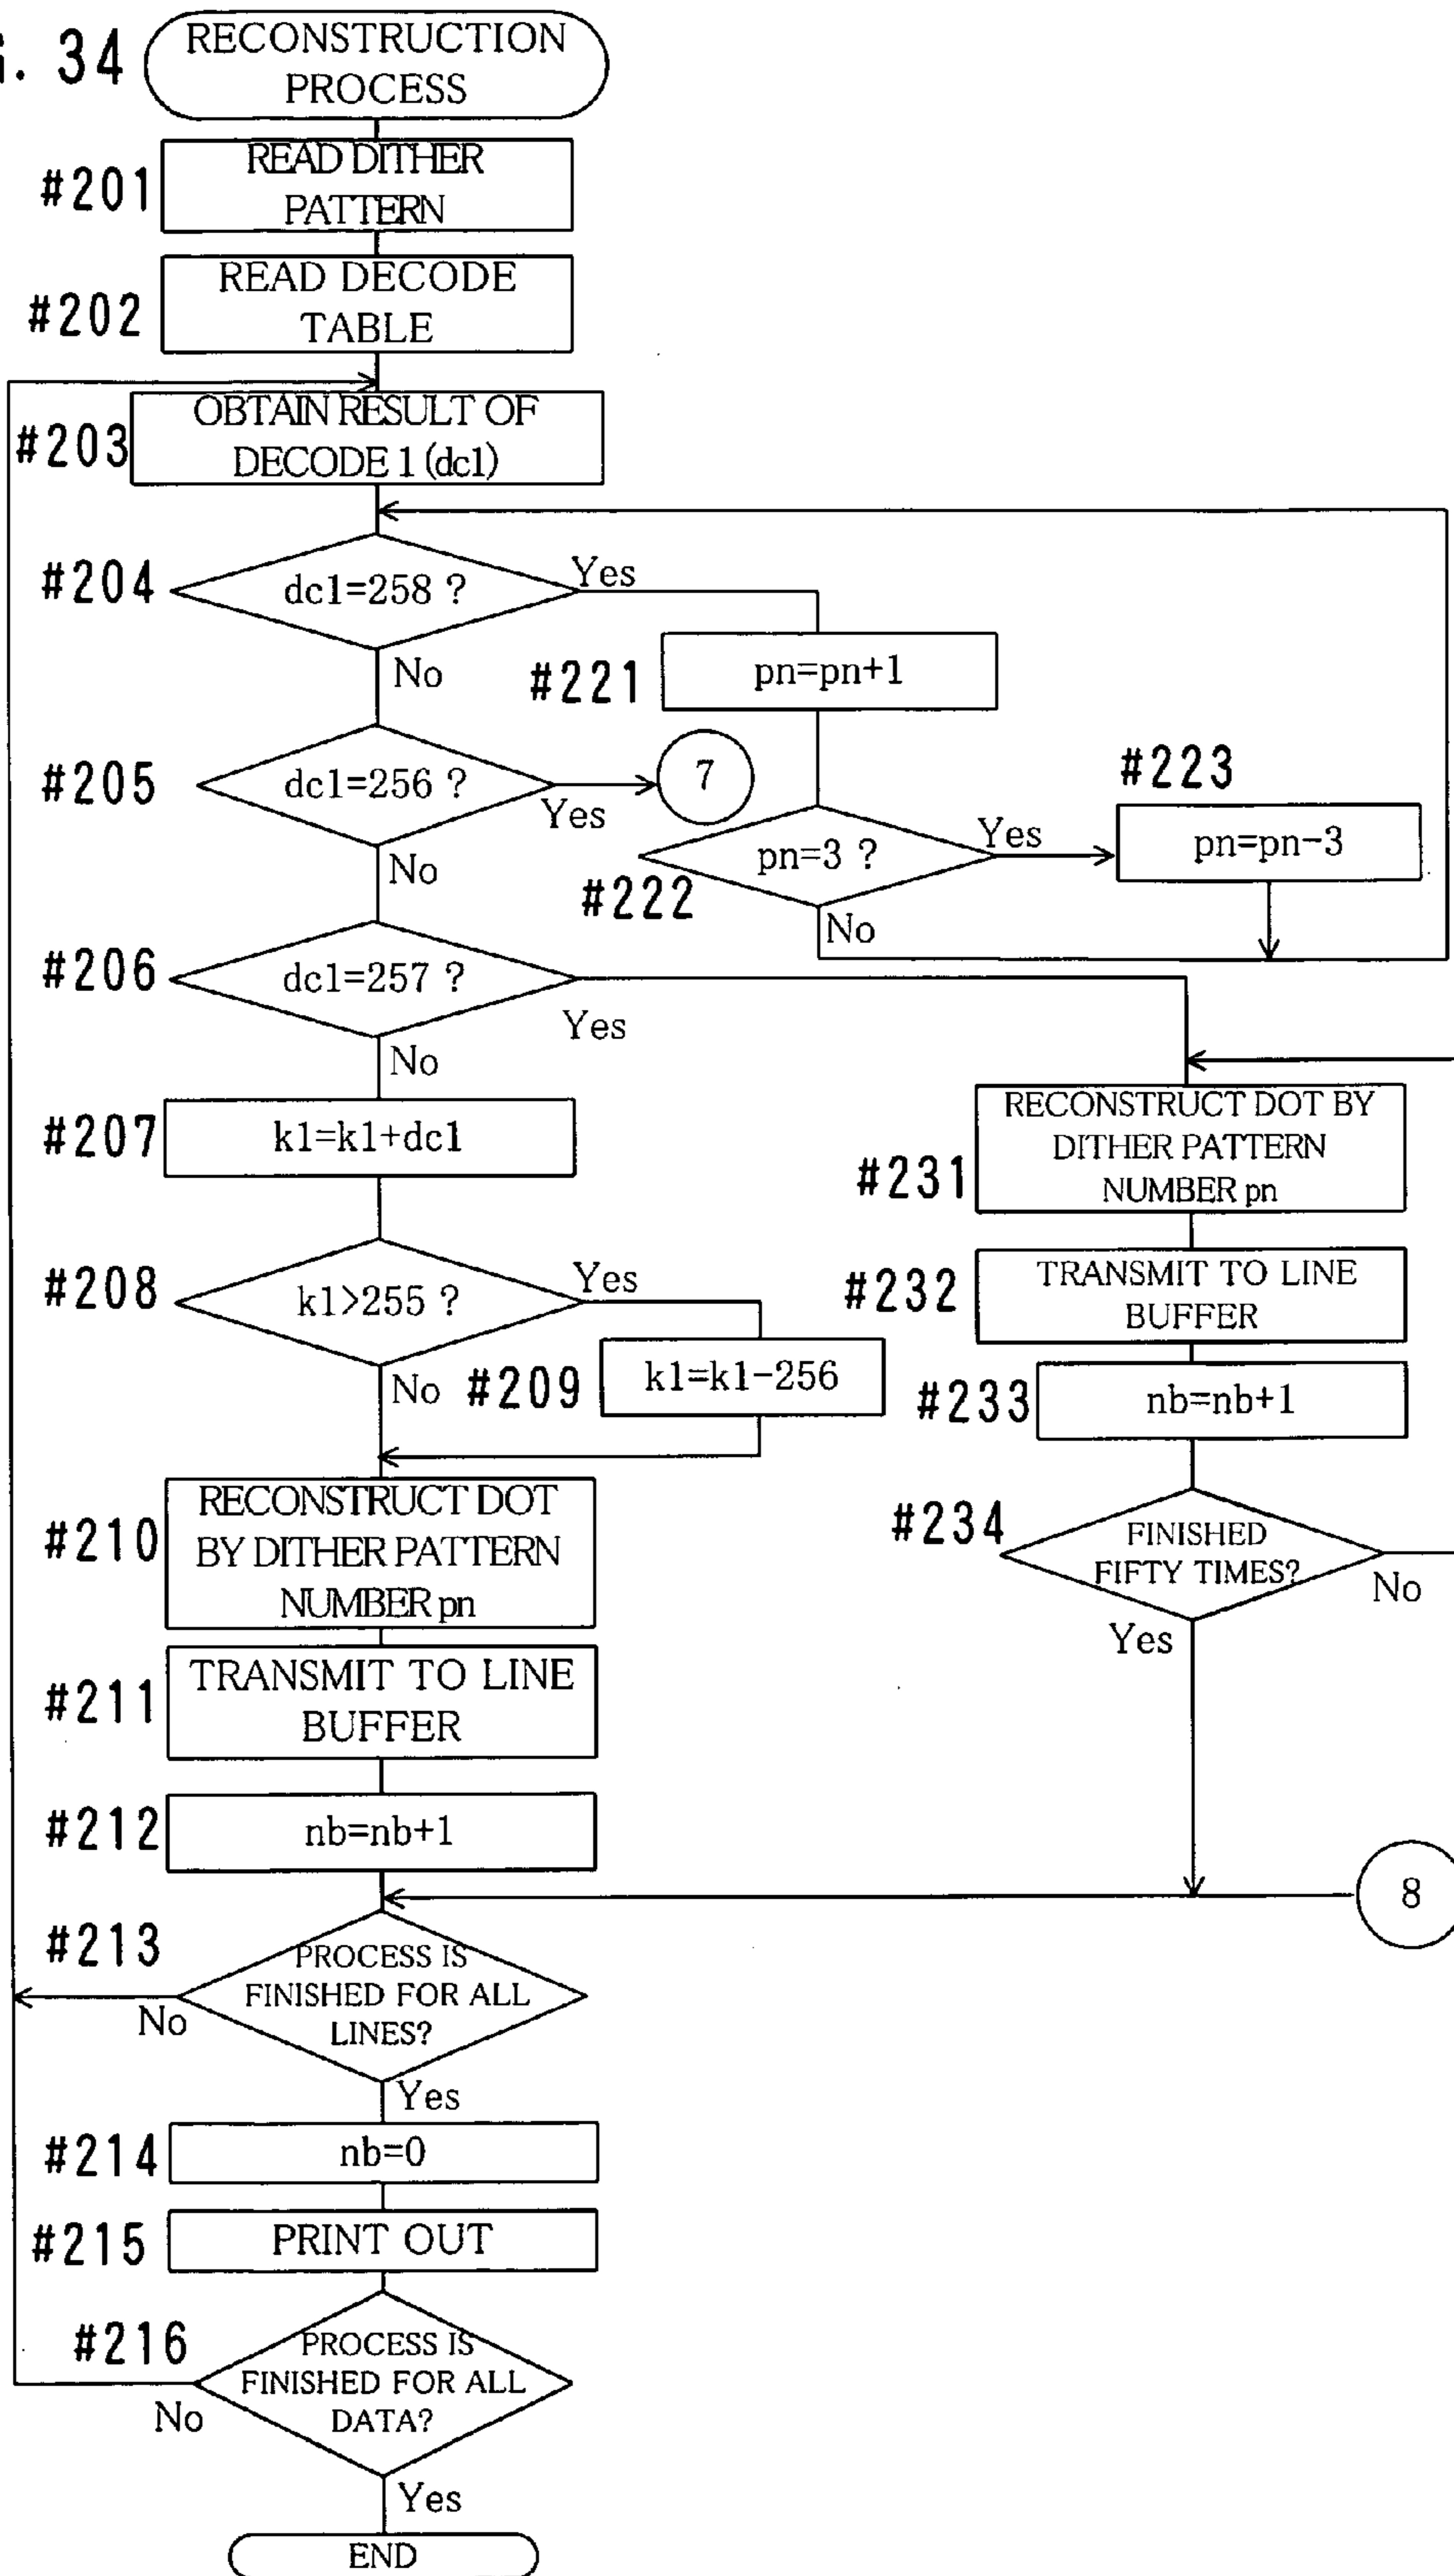 G. 34
RECONSTRUCTION
PROCESS
#201
READ DITHER
PATTERN
#202
READ DECODE
TABLE
#203
OBTAIN RESULT OF
DECODE 1 (dc1)
#204
dc1=258 ?
Yes
No
#221
pn=pn+1
#205
dc1=256 ?
Yes
7
No
#222
pn=3 ?
Yes
No
#223
pn=pn-3
#206
dc1=257 ?
Yes
No
#207
k1=k1+dc1
#231
RECONSTRUCT DOT BY
DITHER PATTERN
NUMBER pn
#208
k1>255 ?
Yes
No
#209
k1=k1-256
#232
TRANSMIT TO LINE
BUFFER
#233
nb=nb+1
#210
RECONSTRUCT DOT
BY DITHER PATTERN
NUMBER pn
#234
FINISHED
FIFTY TIMES?
No
Yes
#211
TRANSMIT TO LINE
BUFFER
#212
nb=nb+1
8
#213
PROCESS IS
FINISHED FOR ALL
LINES?
No
Yes
#214
nb=0
#215
PRINT OUT
#216
PROCESS IS
FINISHED FOR ALL
DATA?
No
Yes
END